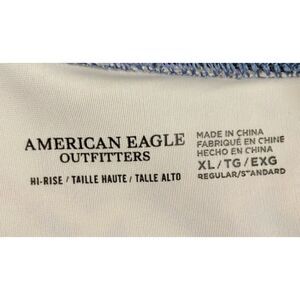 AMERICAN EAGLE
OUTFITTERS
HI-RISE / TAILLE HAUTE / TALLE ALTO
MADE IN CHINA
FABRIQUÉ EN CHINE
HECHO EN CHINA
XL / TG / EXG
REGULAR/STANDARD